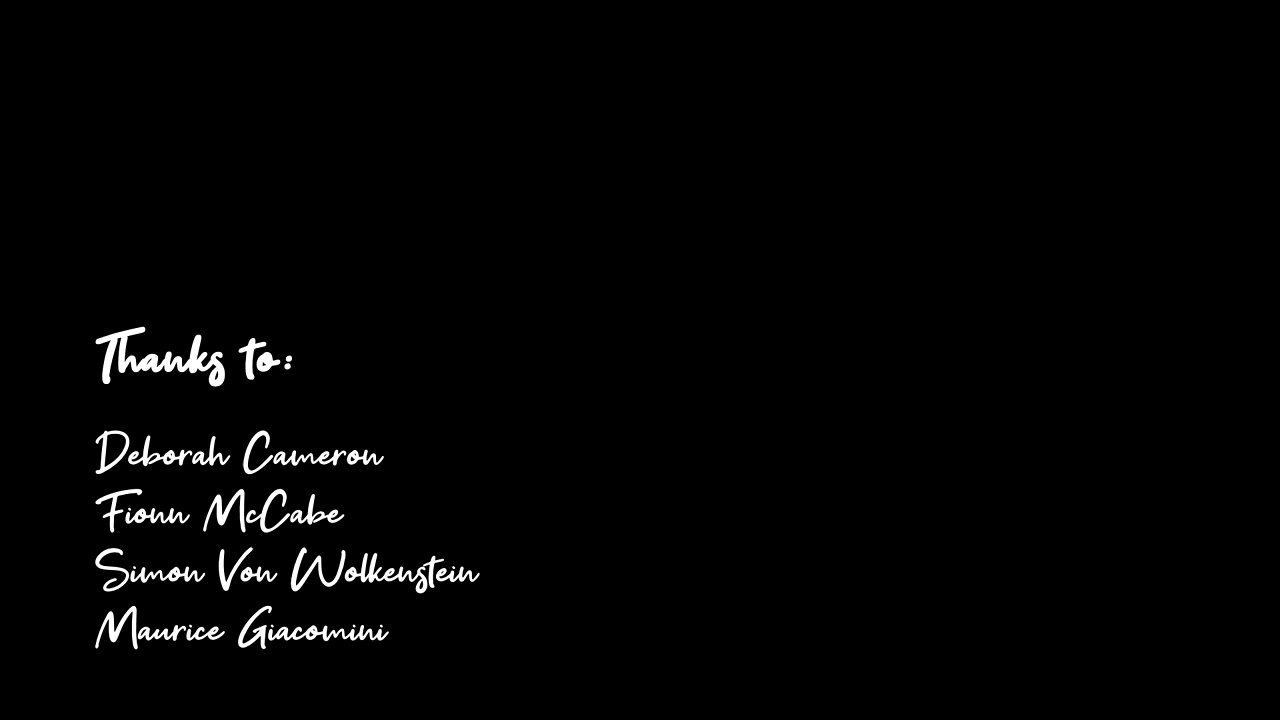 Thanks to:
Deborah Cameron
Fionn McCabe
Simon Von Wolkenstein
Maurice Giacomini